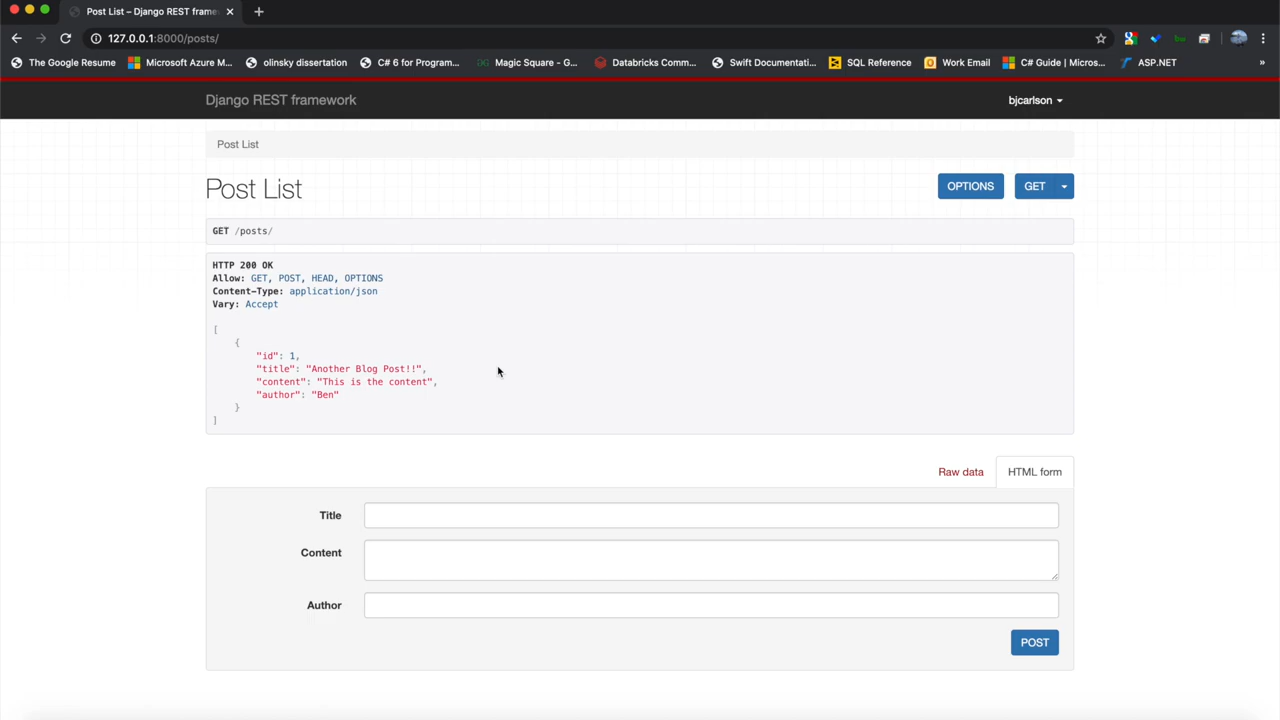 Post List – Django REST frame
127.0.0.1:8000/posts/
The Google Resume
Microsoft Azure M...
olinsky dissertation
C# 6 for Program...
Magic Square - G...
Databricks Comm...
Swift Documentati...
SQL Reference
Work Email
C# Guide | Micros...
ASP.NET
»
Django REST framework
bjcarlson
Post List
Post List
OPTIONS
GET
GET /posts/
HTTP 200 OK
Allow: GET, POST, HEAD, OPTIONS
Content-Type: application/json
Vary: Accept
[
{
"id": 1,
"title": "Another Blog Post!!",
"content": "This is the content",
"author": "Ben"
}
]
Raw data
HTML form
Title
Content
Author
POST